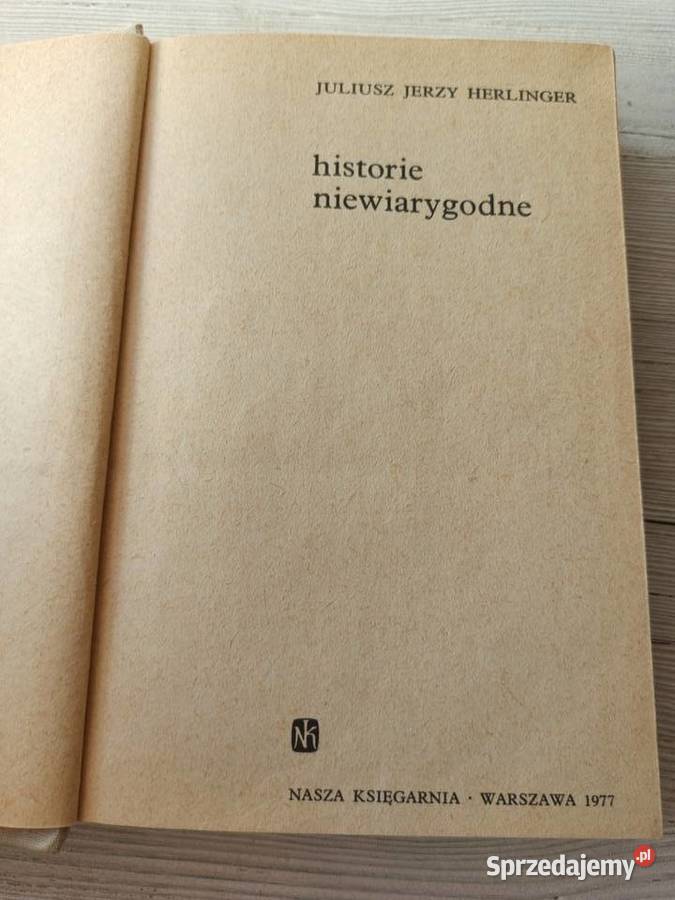 JULIUSZ JERZY HERLINGER
historie
niewiarygodne
NK
NASZA KSIĘGARNIA · WARSZAWA 1977
Sprzedajemy.pl